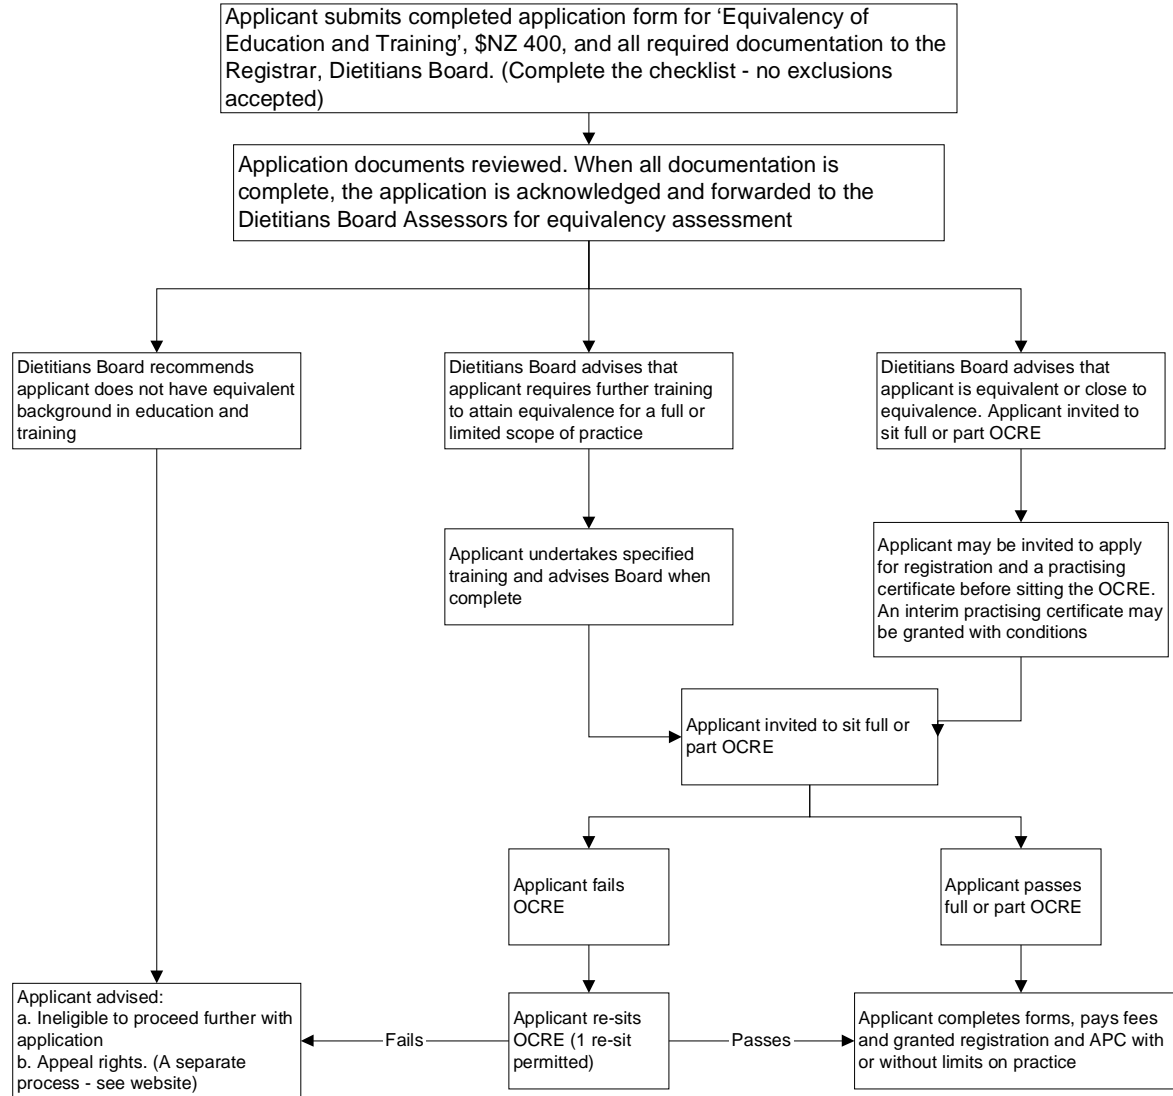 Applicant submits completed application form for ‘Equivalency of
Education and Training’, $NZ 400, and all required documentation to the
Registrar, Dietitians Board. (Complete the checklist - no exclusions
accepted)
Application documents reviewed. When all documentation is
complete, the application is acknowledged and forwarded to the
Dietitians Board Assessors for equivalency assessment
Dietitians Board recommends
applicant does not have equivalent
background in education and
training
Dietitians Board advises that
applicant requires further training
to attain equivalence for a full or
limited scope of practice
Dietitians Board advises that
applicant is equivalent or close to
equivalence. Applicant invited to
sit full or part OCRE
Applicant undertakes specified
training and advises Board when
complete
Applicant may be invited to apply
for registration and a practising
certificate before sitting the OCRE.
An interim practising certificate may
be granted with conditions
Applicant invited to sit full or
part OCRE
Applicant fails
OCRE
Applicant passes
full or part OCRE
Applicant advised:
a. Ineligible to proceed further with
application
b. Appeal rights. (A separate
process - see website)
Fails
Applicant re-sits
OCRE (1 re-sit
permitted)
Passes
Applicant completes forms, pays fees
and granted registration and APC with
or without limits on practice